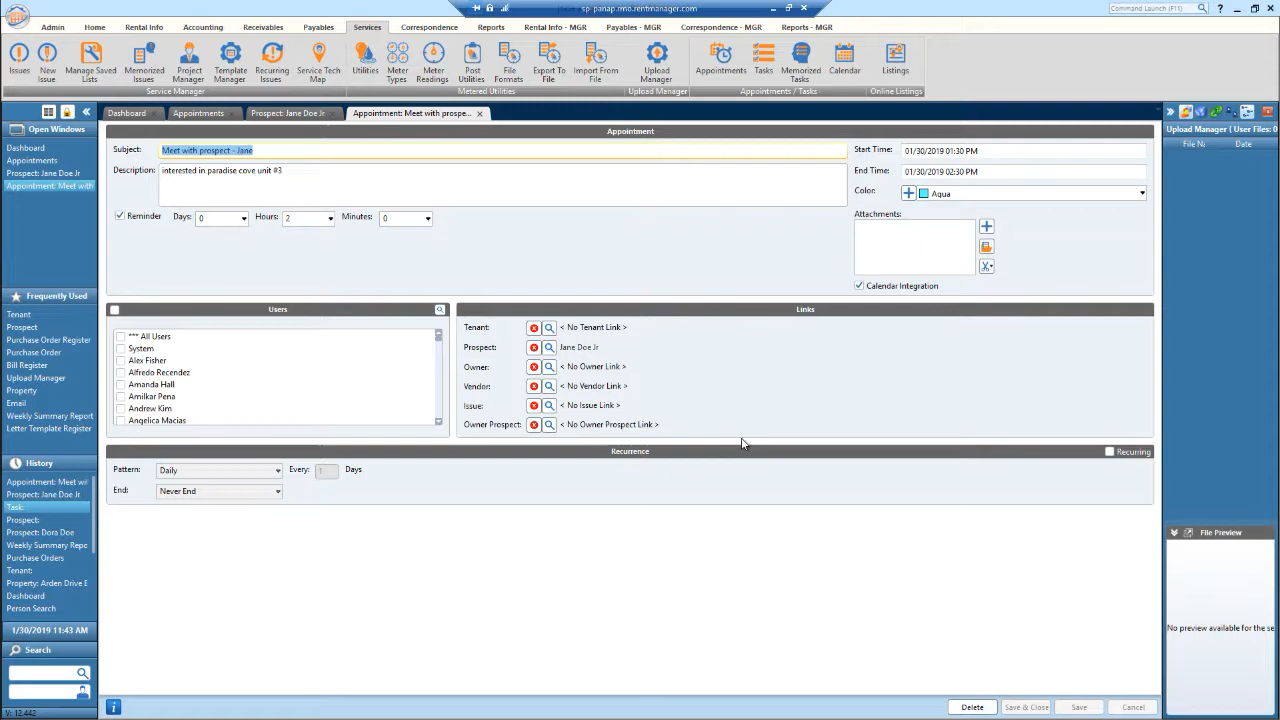 sp-panap.rmo.rentmanager.com
Command Launch (F11)
Admin Home Rental Info Accounting Receivables Payables Services Correspondence Reports Rental Info - MGR Payables - MGR Correspondence - MGR Reports - MGR
Issues New Issue Manage Saved Lists Memorized Issues Project Manager Template Manager Recurring Issues Service Tech Map Utilities Meter Types Meter Readings Post Utilities File Formats Export To File Import From File Upload Manager Appointments Tasks Memorized Tasks Calendar Listings
Service Manager Metered Utilities Upload Manager Appointments / Tasks Online Listings
Open Windows
Dashboard
Appointments
Prospect: Jane Doe Jr
Appointment: Meet with
Frequently Used
Tenant
Prospect
Purchase Order Register
Purchase Order
Bill Register
Upload Manager
Property
Email
Weekly Summary Report
Letter Template Register
History
Appointment: Meet wit
Prospect: Jane Doe Jr
Task:
Prospect:
Prospect: Dora Doe
Weekly Summary Repo
Purchase Orders
Tenant:
Property: Arden Drive E
Dashboard
Person Search
1/30/2019 11:43 AM
Search
V: 12.442
Dashboard Appointments Prospect: Jane Doe Jr Appointment: Meet with prospe...
Appointment
Subject: Meet with prospect - Jane
Description: interested in paradise cove unit #3
Reminder Days: 0 Hours: 2 Minutes: 0
Start Time: 01/30/2019 01:30 PM
End Time: 01/30/2019 02:30 PM
Color: Aqua
Attachments:
Calendar Integration
Users
*** All Users
System
Alex Fisher
Alfredo Recendez
Amanda Hall
Amilkar Pena
Andrew Kim
Angelica Macias
Links
Tenant: < No Tenant Link >
Prospect: Jane Doe Jr
Owner: < No Owner Link >
Vendor: < No Vendor Link >
Issue: < No Issue Link >
Owner Prospect: < No Owner Prospect Link >
Recurrence Recurring
Pattern: Daily Every: 1 Days
End: Never End
Delete Save & Close Save Cancel
Upload Manager (User Files: 0
File N: Date
File Preview
No preview available for the se